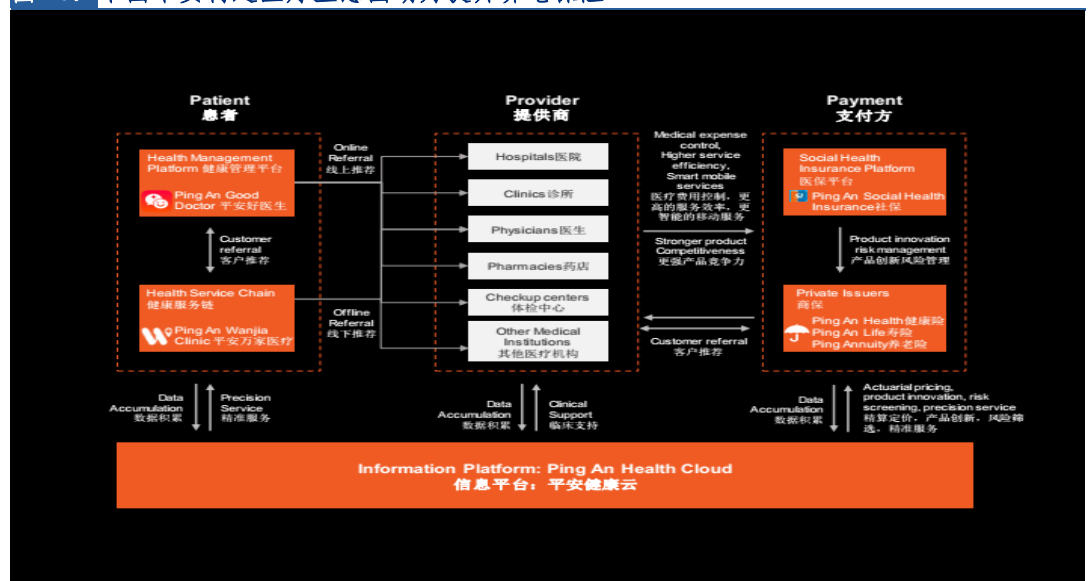 Patient
患者
Provider
提供商
Payment
支付方
Health Management
Platform 健康管理平台
Ping An Good
Doctor 平安好医生
Customer
referral
客户推荐
Health Service Chain
健康服务链
Ping An Wanjia
Clinic 平安万家医疗
Online
Referral
线上推荐
Offline
Referral
线下推荐
Hospitals医院
Clinics诊所
Physicians医生
Pharmacies药店
Checkup centers
体检中心
Other Medical
Institutions
其他医疗机构
Medical expense
control,
Higher service
efficiency,
Smart mobile
services
医疗费用控制，更
高的服务效率，更
智能的移动服务
Stronger product
Competitiveness
更强产品竞争力
Customer referral
客户推荐
Social Health
Insurance Platform
医保平台
Ping An Social Health
Insurance社保
Product innovation
risk management
产品创新风险管理
Private Issuers
商保
Ping An Health健康险
Ping An Life寿险
Ping Annuity养老险
Data
Accumulation
数据积累
Precision
Service
精准服务
Data
Accumulation
数据积累
Clinical
Support
临床支持
Data
Accumulation
数据积累
Actuarial pricing,
product innovation, risk
screening, precision service
精算定价，产品创新，风险筛
选，精准服务
Information Platform: Ping An Health Cloud
信息平台：平安健康云